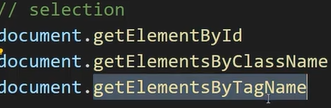 // selection
document.getElementById
document.getElementsByClassName
document.getElementsByTagName